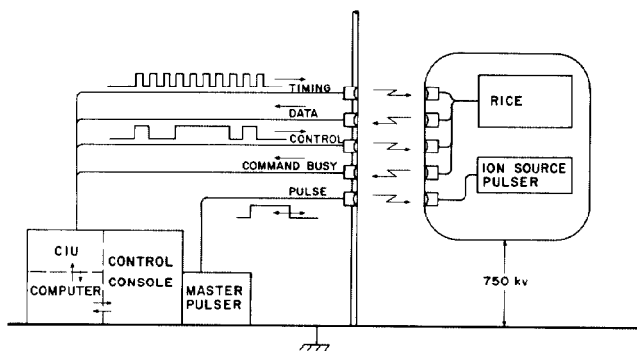 TIMING
DATA
CONTROL
COMMAND BUSY
PULSE
RICE
ION SOURCE
PULSER
CIU
COMPUTER
CONTROL
CONSOLE
MASTER
PULSER
750 kv